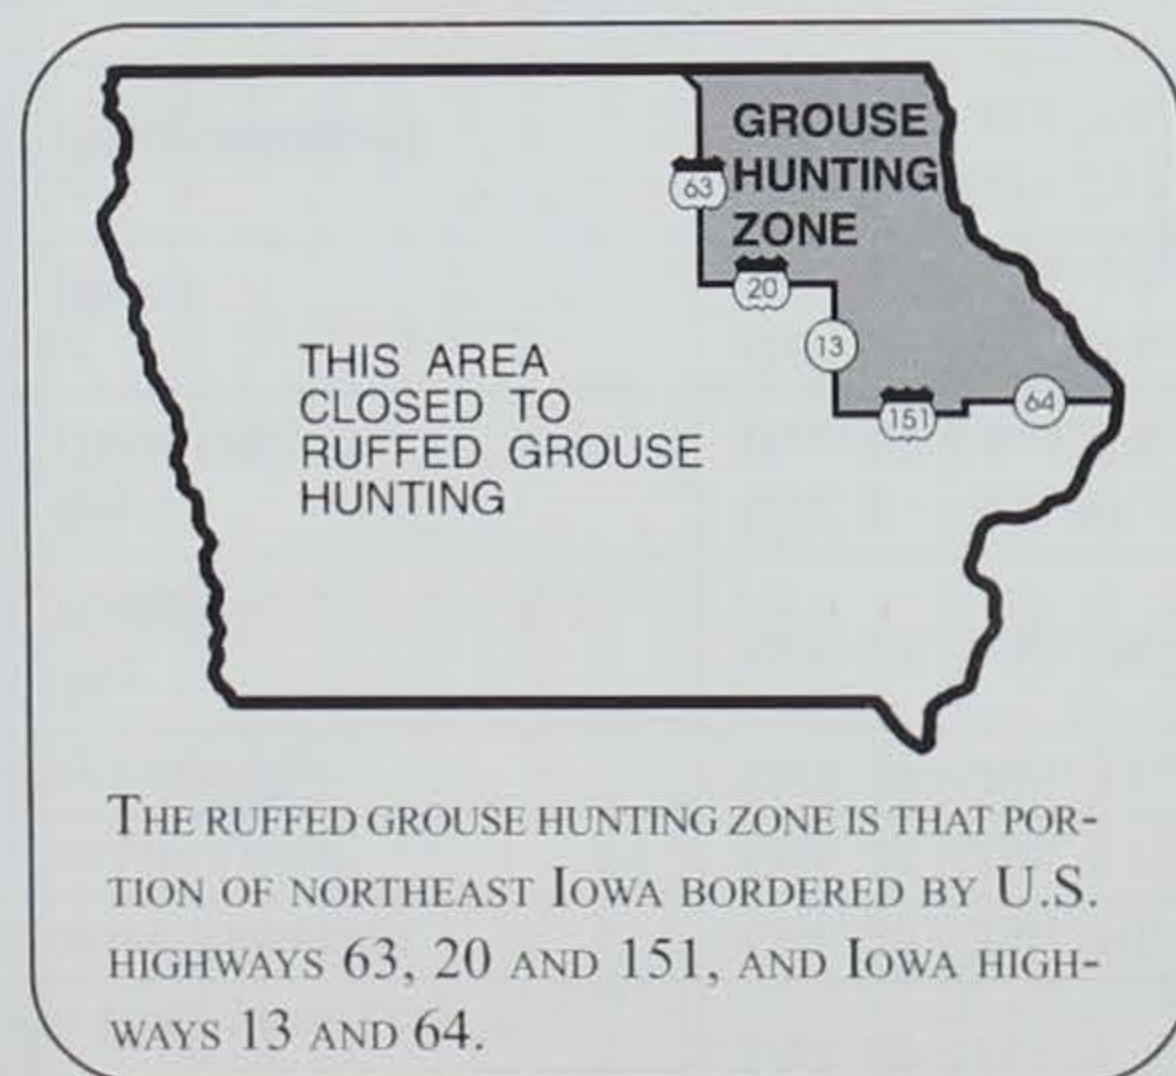 GROUSE
HUNTING
ZONE
63
20
13
151
64
THIS AREA
CLOSED TO
RUFFED GROUSE
HUNTING
THE RUFFED GROUSE HUNTING ZONE IS THAT POR-
TION OF NORTHEAST IOWA BORDERED BY U.S.
HIGHWAYS 63, 20 AND 151, AND IOWA HIGH-
WAYS 13 AND 64.